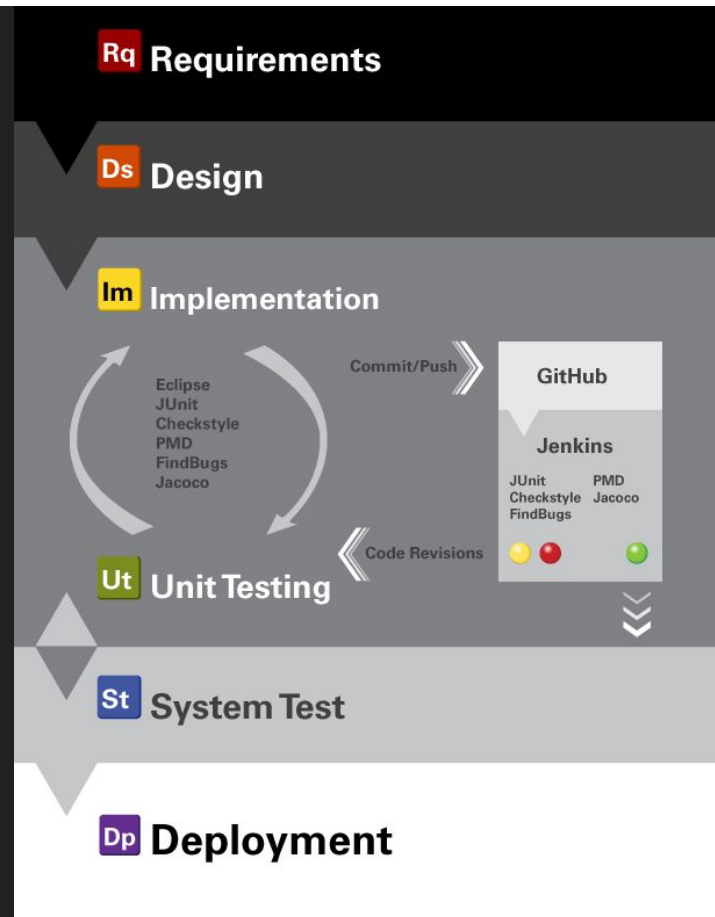 Rq Requirements
Ds Design
Im Implementation
Eclipse
JUnit
Checkstyle
PMD
FindBugs
Jacoco
Commit/Push
GitHub
Jenkins
JUnit PMD
Checkstyle Jacoco
FindBugs
Code Revisions
Ut Unit Testing
St System Test
Dp Deployment